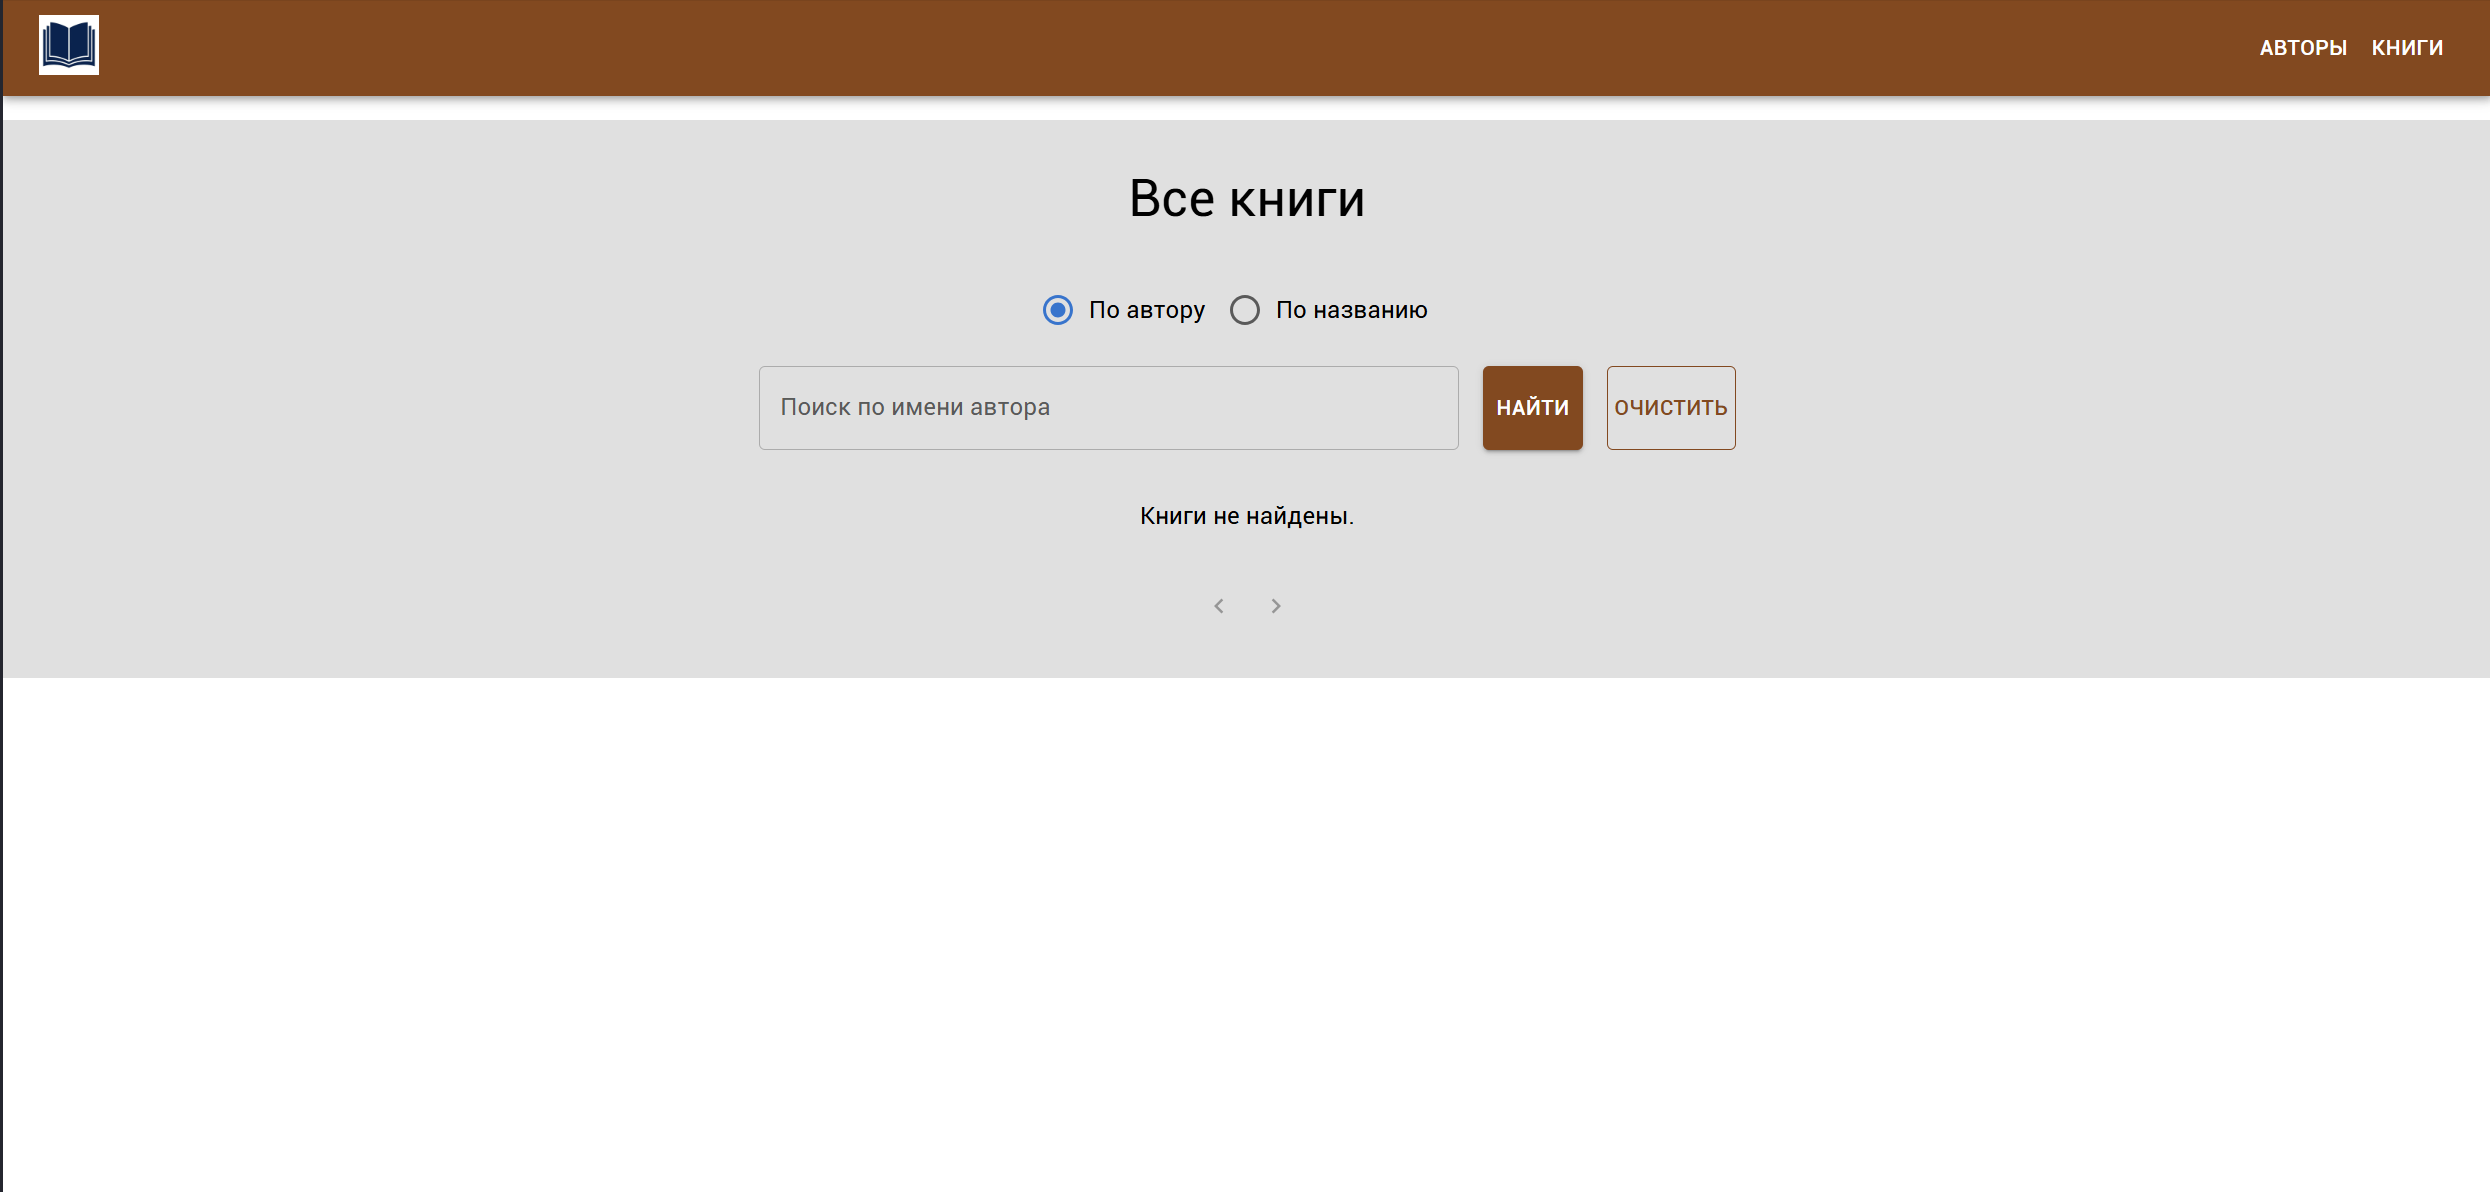 АВТОРЫ КНИГИ
Все книги
По автору По названию
Поиск по имени автора НАЙТИ ОЧИСТИТЬ
Книги не найдены.